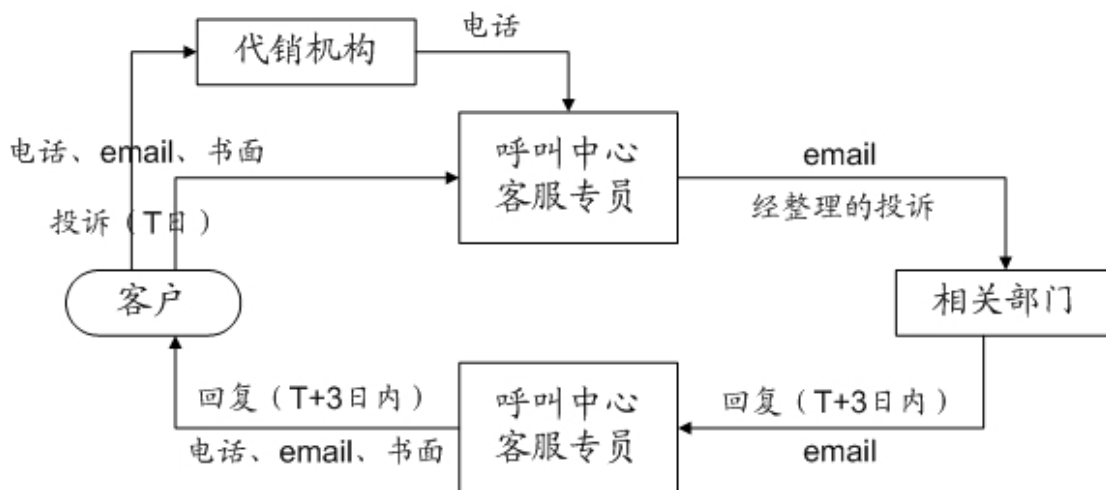 代销机构
电话
电话、email、书面
呼叫中心
客服专员
email
投诉（T日）
经整理的投诉
客户
相关部门
回复（T+3日内）
呼叫中心
客服专员
回复（T+3日内）
电话、email、书面
email